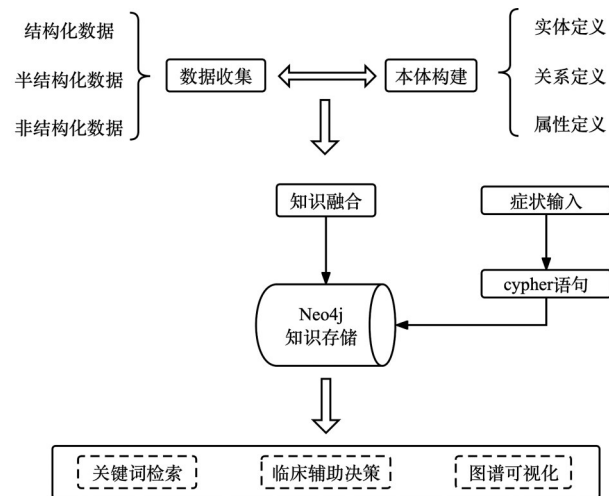 结构化数据
半结构化数据
非结构化数据
数据收集
本体构建
实体定义
关系定义
属性定义
知识融合
症状输入
cypher语句
Neo4j
知识存储
关键词检索
临床辅助决策
图谱可视化